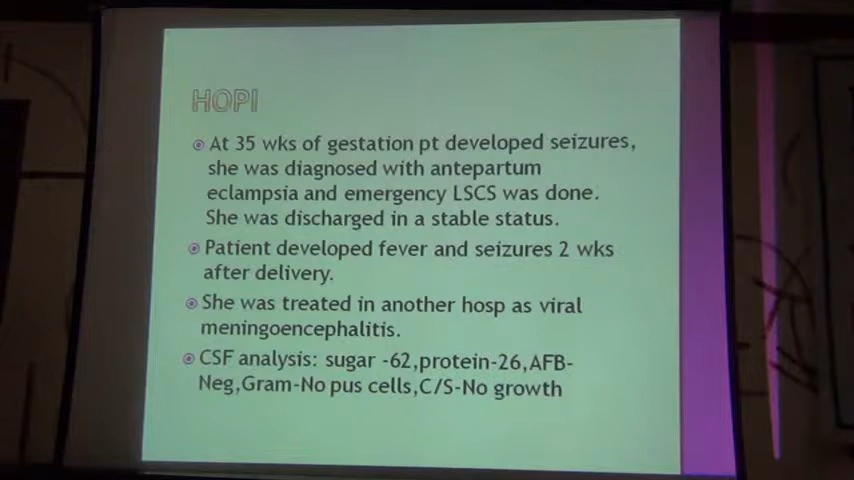 HOPI
At 35 wks of gestation pt developed seizures,
she was diagnosed with antepartum
eclampsia and emergency LSCS was done.
She was discharged in a stable status.
Patient developed fever and seizures 2 wks
after delivery.
She was treated in another hosp as viral
meningoencephalitis.
CSF analysis: sugar -62,protein-26,AFB-
Neg,Gram-No pus cells,C/S-No growth